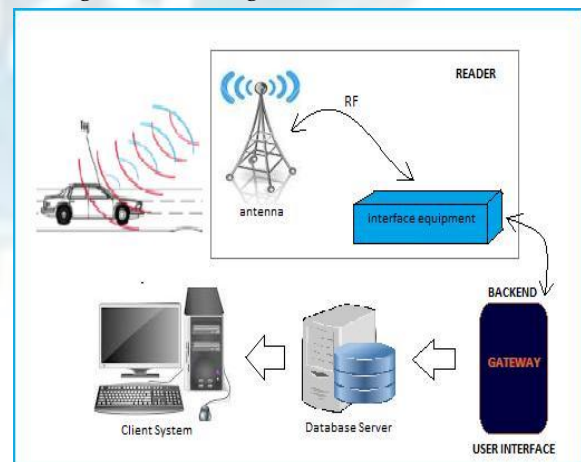 READER
RF
antenna
interface equipment
BACKEND
GATEWAY
USER INTERFACE
Client System
Database Server